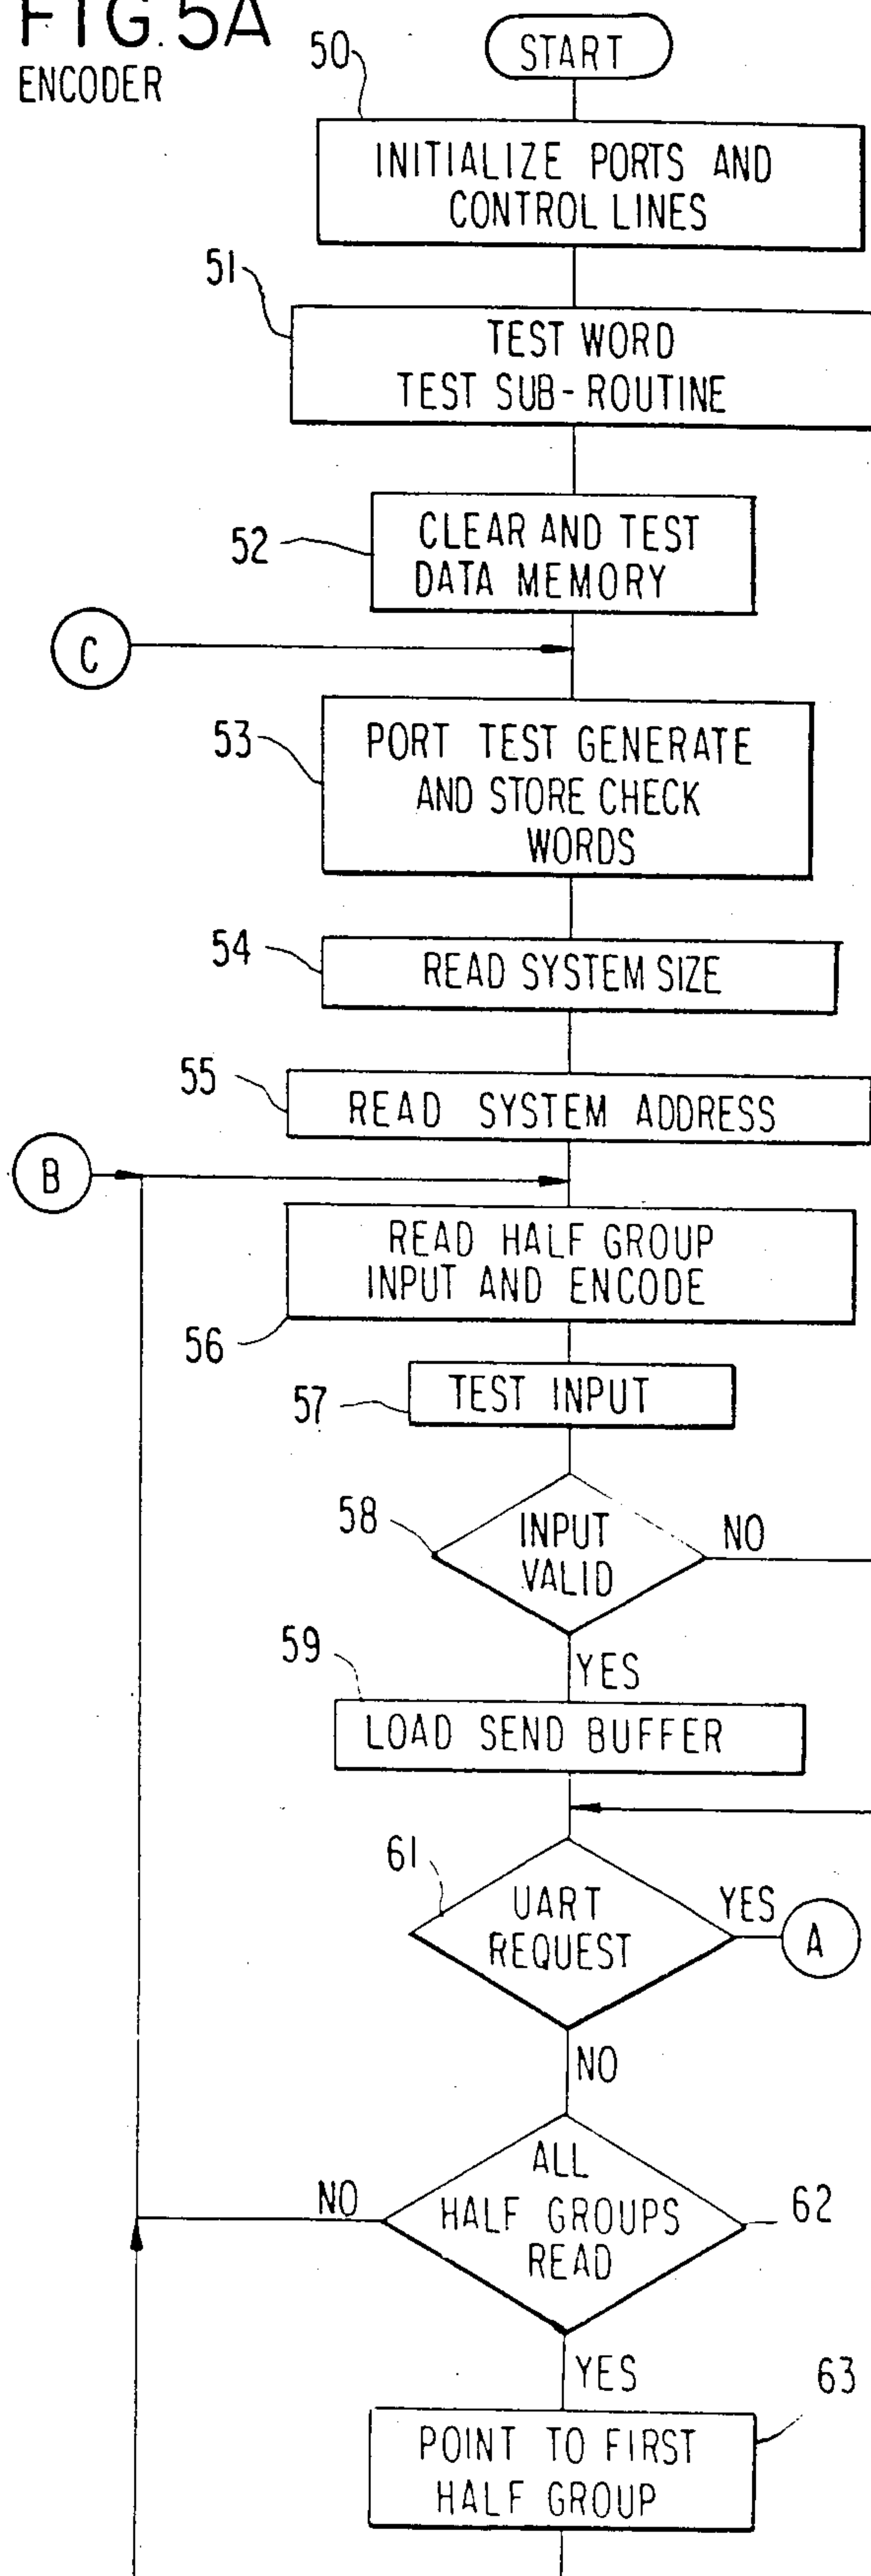 FIG. 5A
ENCODER
START
50
INITIALIZE PORTS AND
CONTROL LINES
51
TEST WORD
TEST SUB-ROUTINE
52
CLEAR AND TEST
DATA MEMORY
C
53
PORT TEST GENERATE
AND STORE CHECK
WORDS
54
READ SYSTEM SIZE
55
READ SYSTEM ADDRESS
B
READ HALF GROUP
INPUT AND ENCODE
56
57
TEST INPUT
58
INPUT
VALID
NO
YES
59
LOAD SEND BUFFER
61
UART
REQUEST
YES
A
NO
ALL
HALF GROUPS
READ
NO
62
YES
63
POINT TO FIRST
HALF GROUP